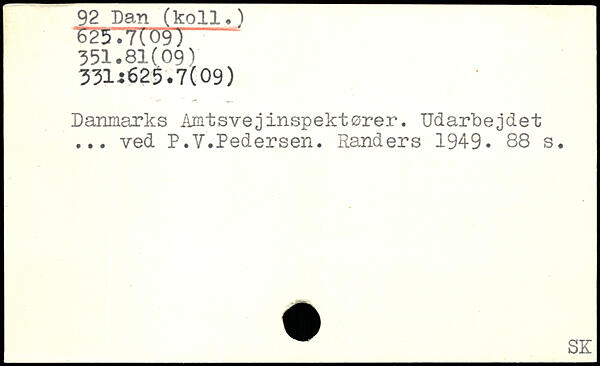 92 Dan (koll.)
625.7(09)
351.81(09)
331:625.7(09)
Danmarks Amtsvejinspektører. Udarbejdet
... ved P.V.Pedersen. Randers 1949. 88 s.
SK